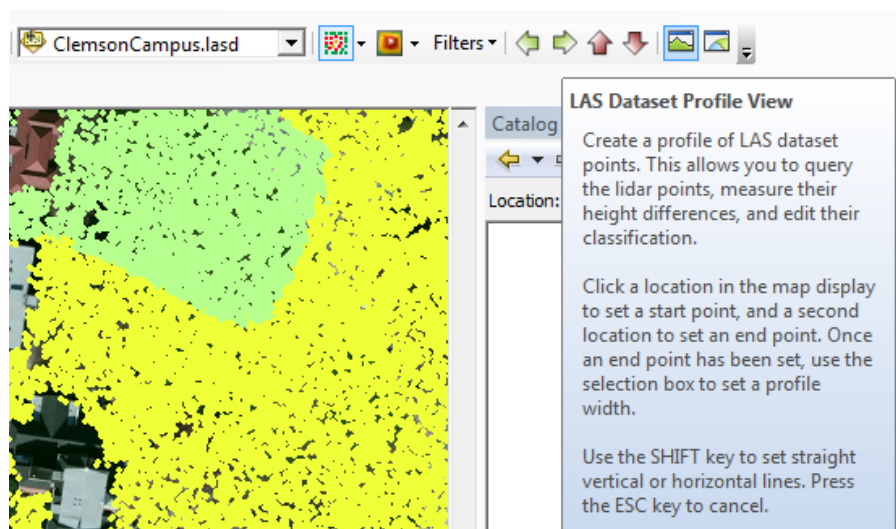 ClemsonCampus.lasd
Filters
LAS Dataset Profile View
Catalog
Create a profile of LAS dataset
points. This allows you to query
the lidar points, measure their
height differences, and edit their
classification.
Location:
Click a location in the map display
to set a start point, and a second
location to set an end point. Once
an end point has been set, use the
selection box to set a profile
width.
Use the SHIFT key to set straight
vertical or horizontal lines. Press
the ESC key to cancel.